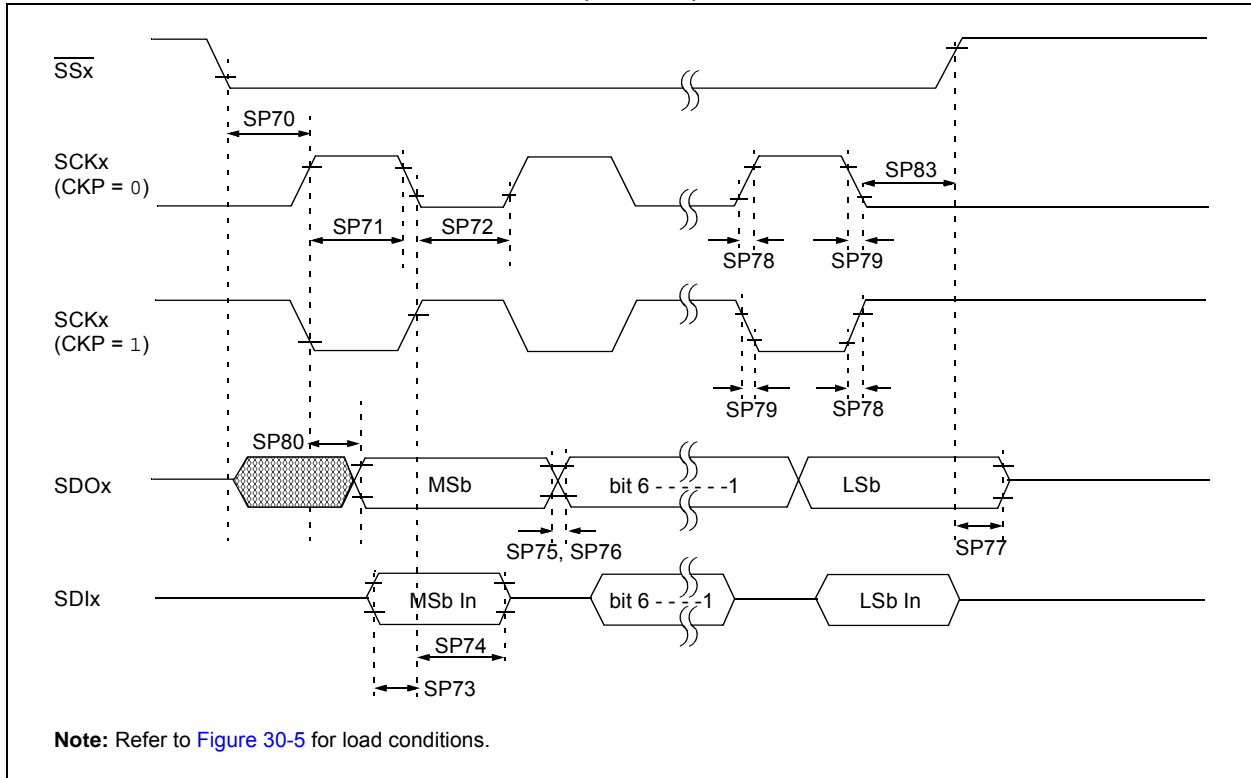 SSx
SP70
SCKx
(CKP = 0)
SP83
SP71
SP72
SP78
SP79
SCKx
(CKP = 1)
SP79
SP78
SP80
SDOx
MSb
bit 6 - - - - - -1
LSb
SP75, SP76
SP77
SDIx
MSb In
bit 6 - - - -1
LSb In
SP74
SP73
Note: Refer to Figure 30-5 for load conditions.